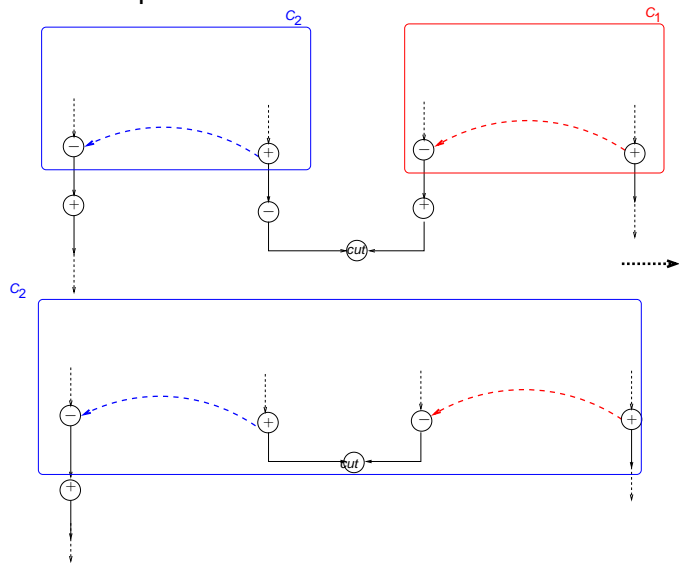 C2 C1
− + − +
+ − +
cut
C2
− + − +
cut
+